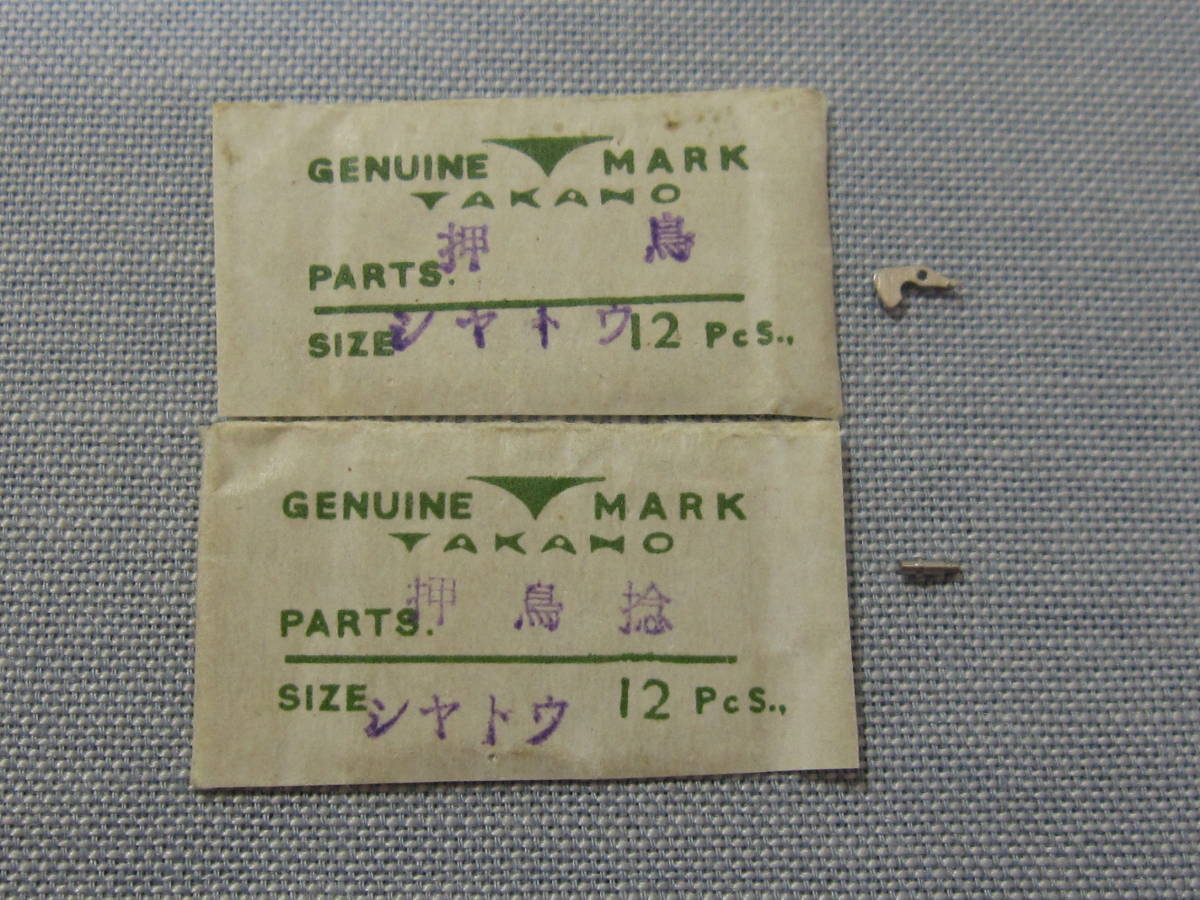 GENUINE MARK
TAKANO
押 鳥
PARTS.
シヤトウ
SIZE 12 PcS.,
GENUINE MARK
TAKANO
押 鳥 捻
PARTS.
SIZE 12 PcS.,
シヤトウ